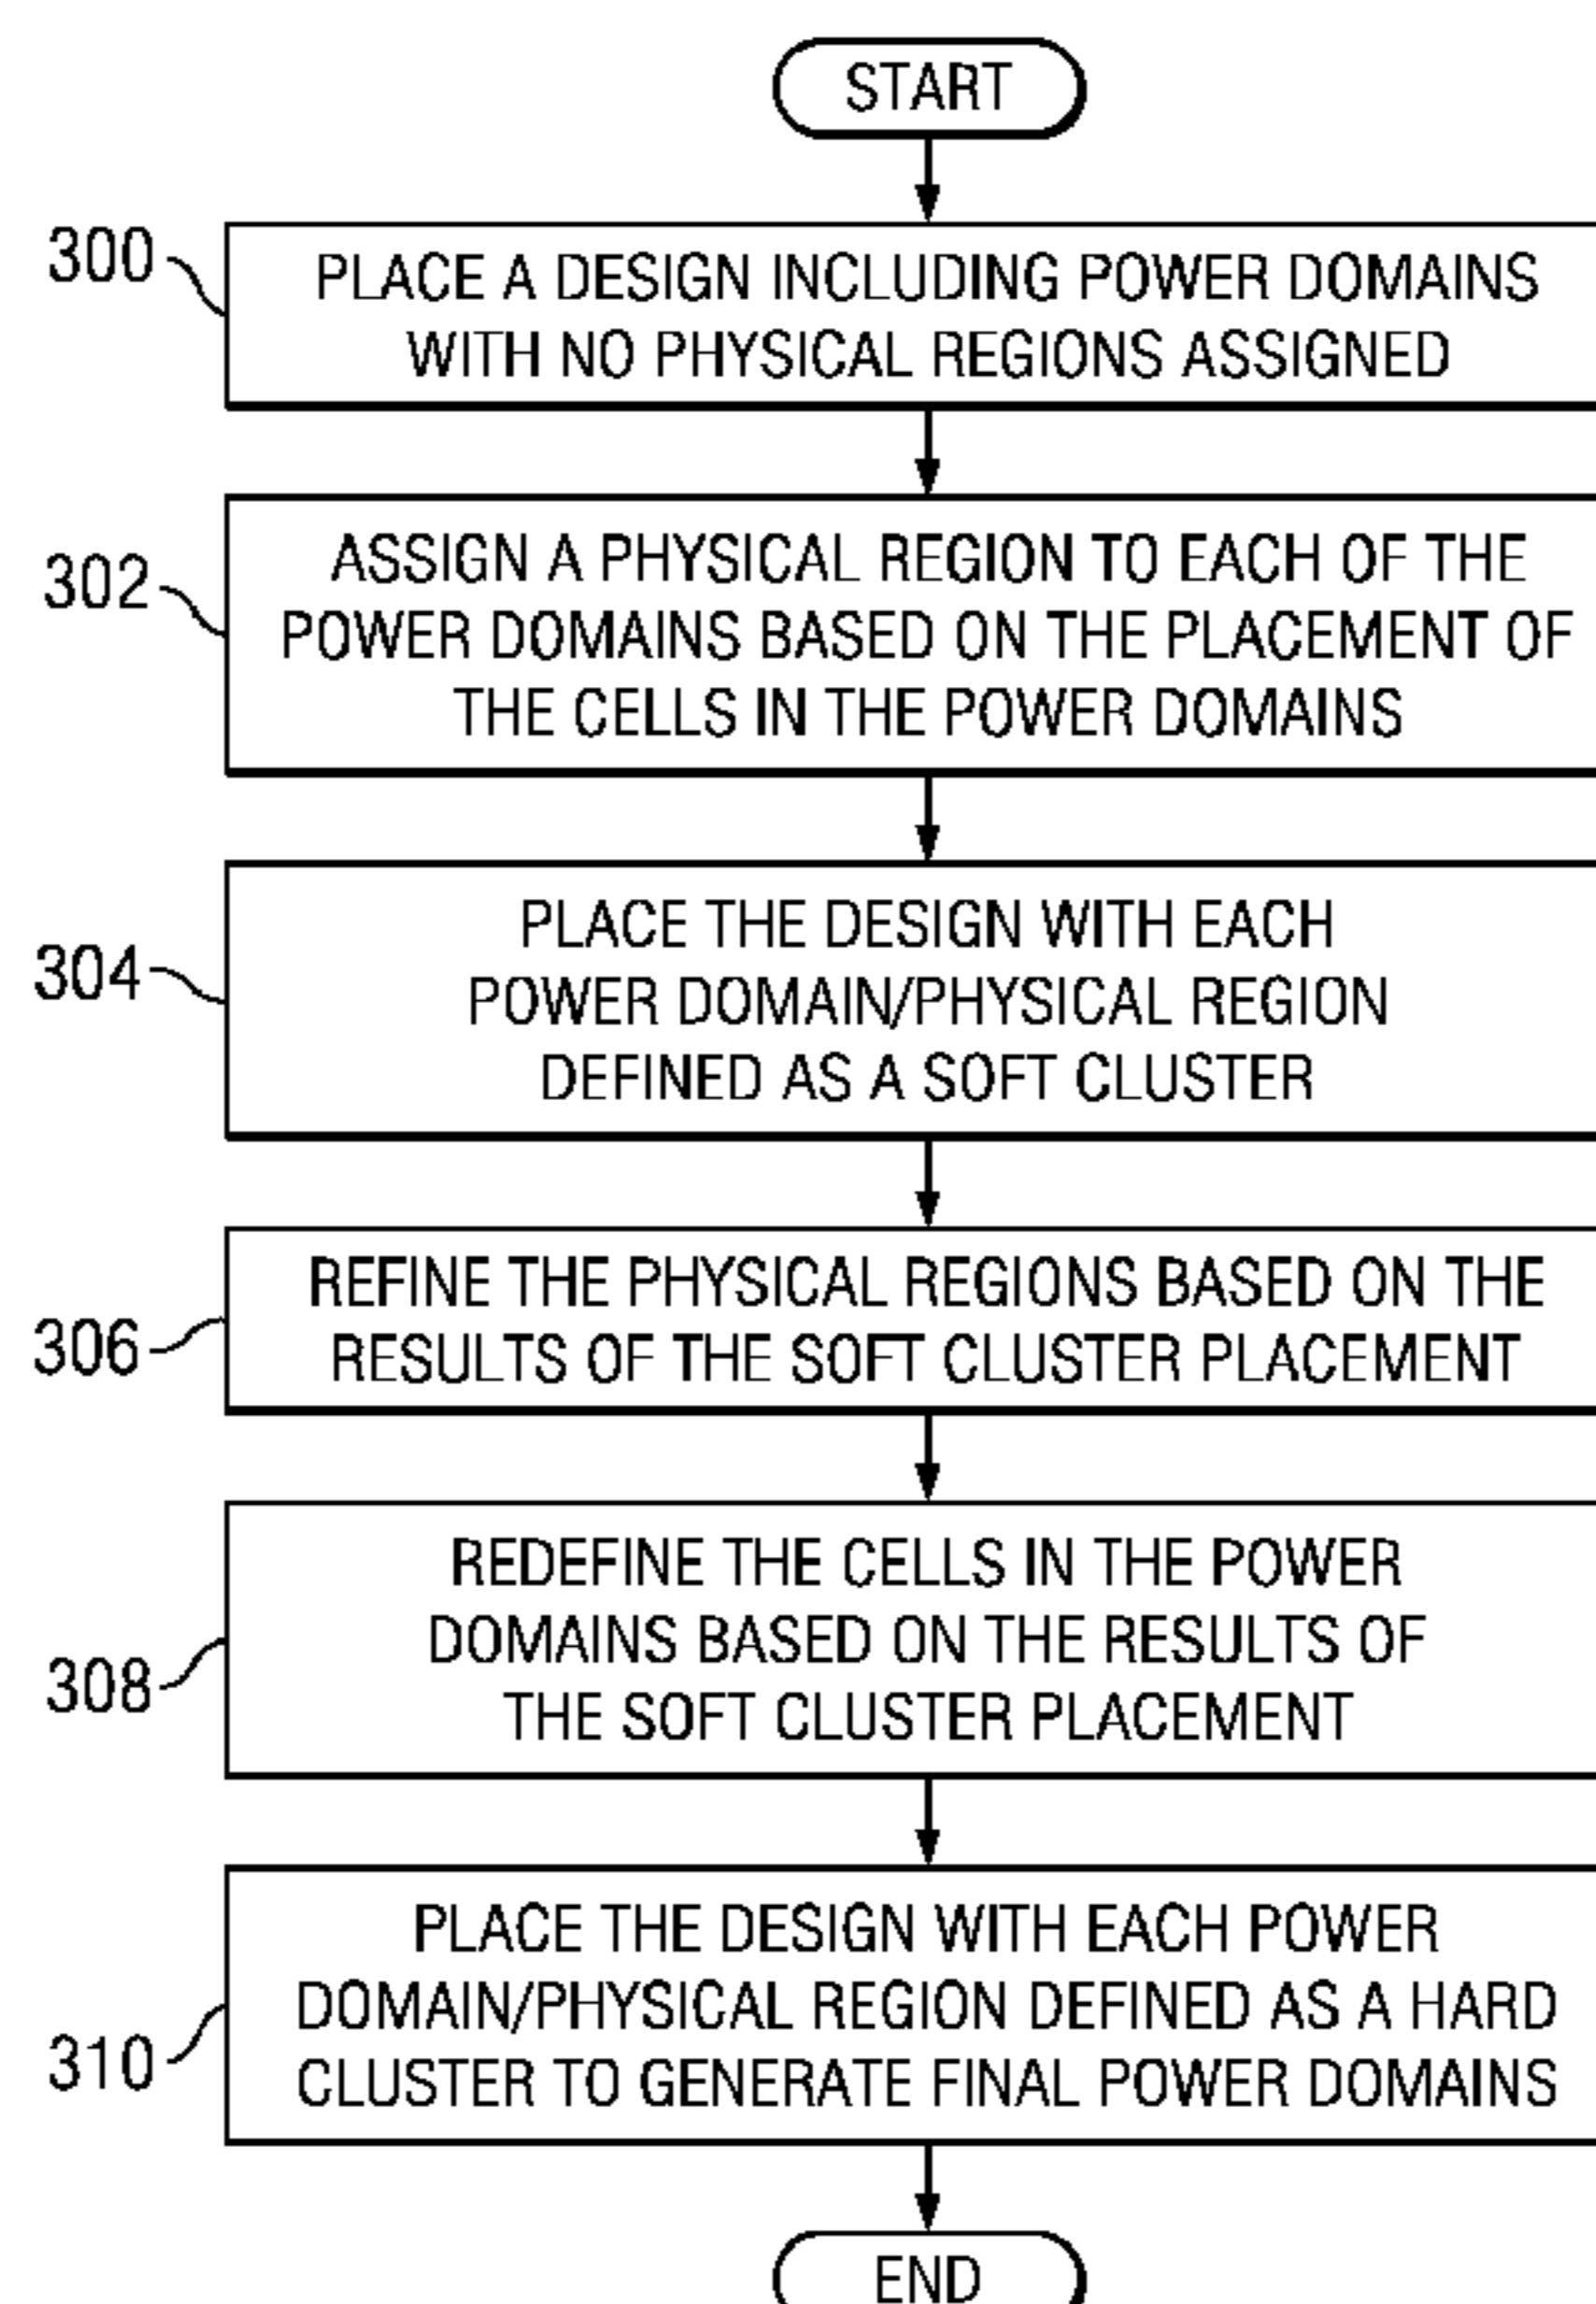 START
300
PLACE A DESIGN INCLUDING POWER DOMAINS
WITH NO PHYSICAL REGIONS ASSIGNED
302
ASSIGN A PHYSICAL REGION TO EACH OF THE
POWER DOMAINS BASED ON THE PLACEMENT OF
THE CELLS IN THE POWER DOMAINS
304
PLACE THE DESIGN WITH EACH
POWER DOMAIN/PHYSICAL REGION
DEFINED AS A SOFT CLUSTER
306
REFINE THE PHYSICAL REGIONS BASED ON THE
RESULTS OF THE SOFT CLUSTER PLACEMENT
308
REDEFINE THE CELLS IN THE POWER
DOMAINS BASED ON THE RESULTS OF
THE SOFT CLUSTER PLACEMENT
310
PLACE THE DESIGN WITH EACH POWER
DOMAIN/PHYSICAL REGION DEFINED AS A HARD
CLUSTER TO GENERATE FINAL POWER DOMAINS
END